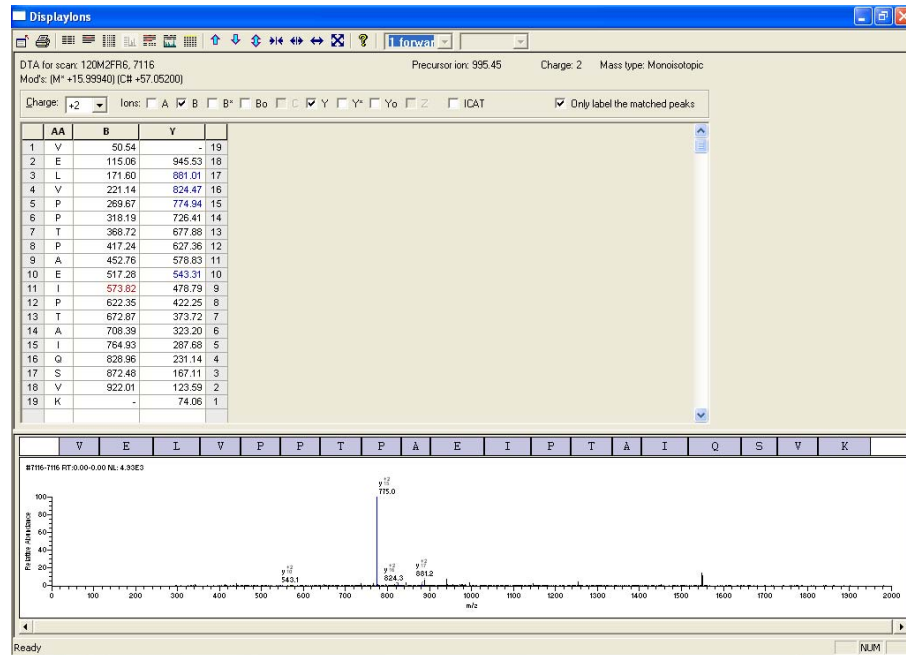 DisplayIons
1 forwar
DTA for scan: 120M2FR6, 7116 Precursor ion: 995.45 Charge: 2 Mass type: Monoisotopic
Mod's: (M* +15.99940) (C# +57.05200)
Charge: +2 Ions: A B B* Bo C Y Y* Yo Z ICAT Only label the matched peaks
AA B Y
1 V 50.54 - 19
2 E 115.06 945.53 18
3 L 171.60 881.01 17
4 V 221.14 824.47 16
5 P 269.67 774.94 15
6 P 318.19 726.41 14
7 T 368.72 677.88 13
8 P 417.24 627.36 12
9 A 452.76 578.83 11
10 E 517.28 543.31 10
11 I 573.82 478.79 9
12 P 622.35 422.25 8
13 T 672.87 373.72 7
14 A 708.39 323.20 6
15 I 764.93 287.68 5
16 Q 828.96 231.14 4
17 S 872.48 167.11 3
18 V 922.01 123.59 2
19 K - 74.06 1
V E L V P P T P A E I P T A I Q S V K
#7116-7116 RT:0.00-0.00 NL: 4.93E3
y +2 15
775.0
y +2 10
543.1
y +2 16
824.3
y +2 17
881.2
Relative Abundance
100
80
60
40
20
0
0 100 200 300 400 500 600 700 800 900 1000 1100 1200 1300 1400 1500 1600 1700 1800 1900 2000
m/z
Ready NUM